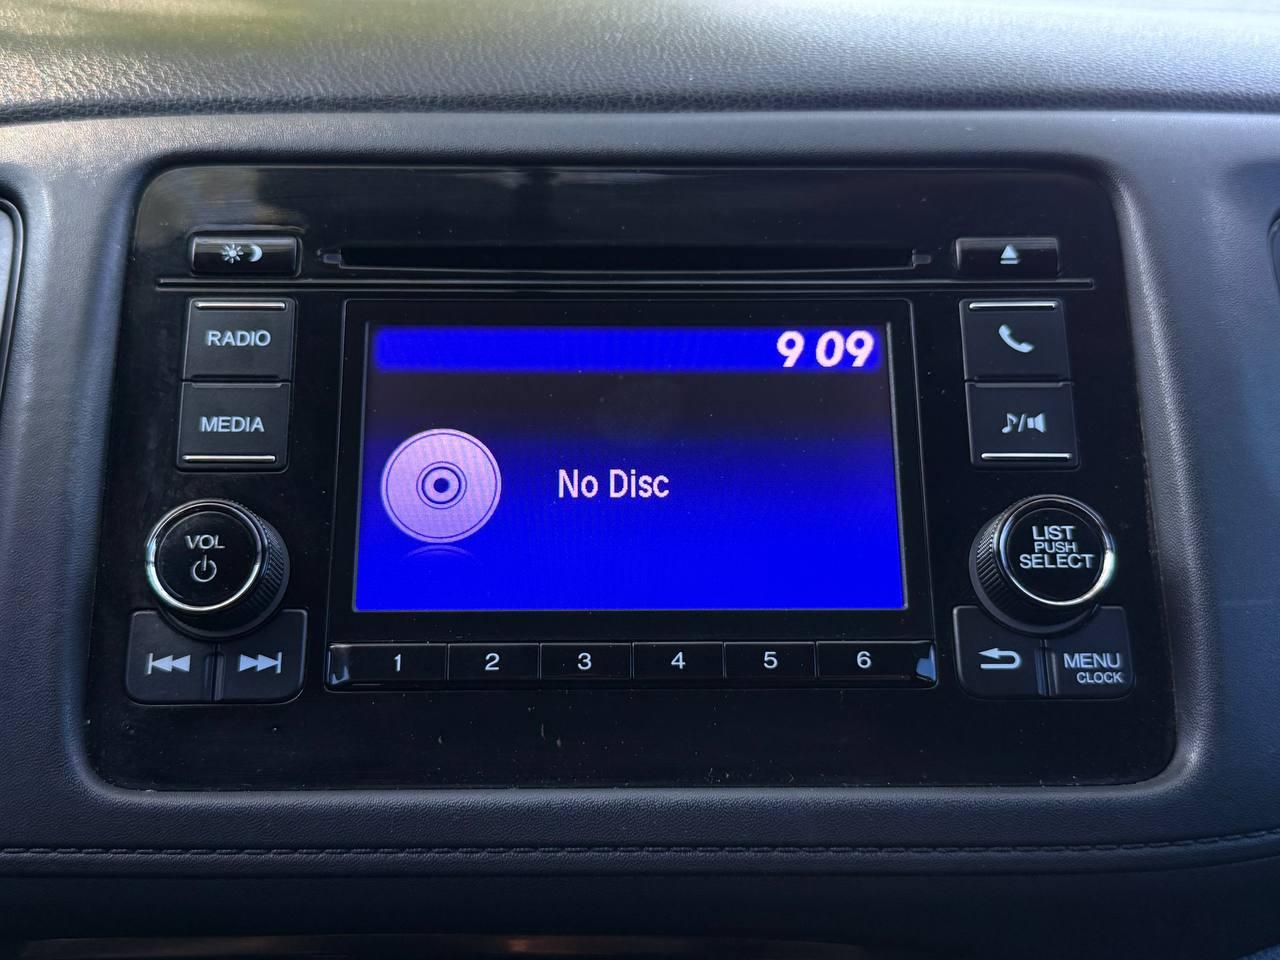 RADIO
MEDIA
9 09
No Disc
VOL
LIST
PUSH
SELECT
1 2 3 4 5 6
MENU
CLOCK